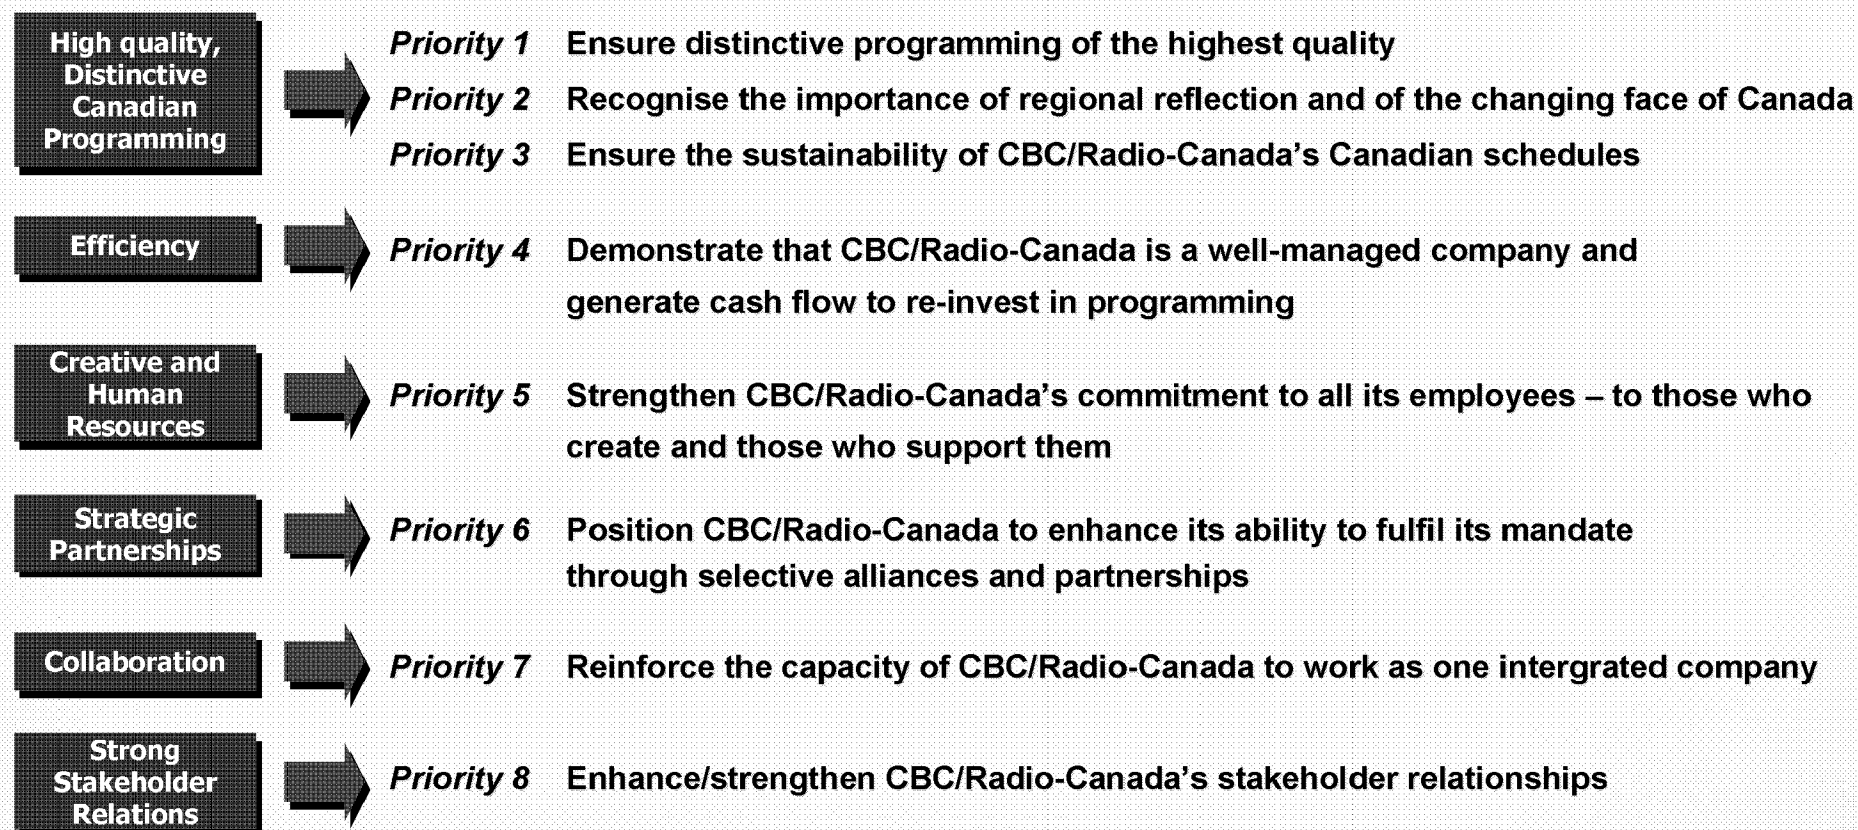 High quality,
Distinctive
Canadian
Programming
Priority 1 Ensure distinctive programming of the highest quality
Priority 2 Recognise the importance of regional reflection and of the changing face of Canada
Priority 3 Ensure the sustainability of CBC/Radio-Canada's Canadian schedules
Efficiency
Priority 4 Demonstrate that CBC/Radio-Canada is a well-managed company and
generate cash flow to re-invest in programming
Creative and
Human
Resources
Priority 5 Strengthen CBC/Radio-Canada's commitment to all its employees – to those who
create and those who support them
Strategic
Partnerships
Priority 6 Position CBC/Radio-Canada to enhance its ability to fulfil its mandate
through selective alliances and partnerships
Collaboration
Priority 7 Reinforce the capacity of CBC/Radio-Canada to work as one intergrated company
Strong
Stakeholder
Relations
Priority 8 Enhance/strengthen CBC/Radio-Canada's stakeholder relationships